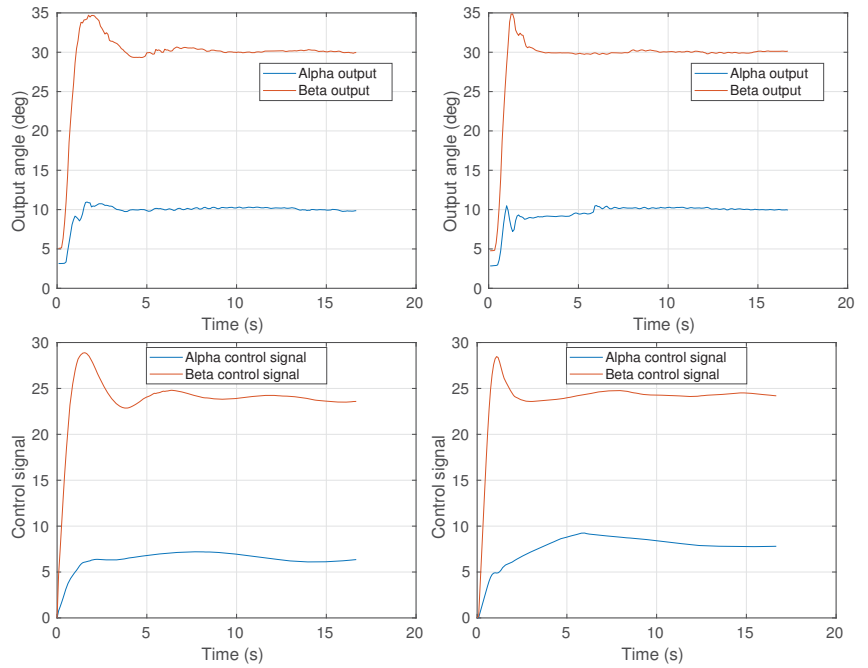 35
30
25
20
15
10
5
0
Output angle (deg)
Alpha output
Beta output
0 5 10 15 20
Time (s)
35
30
25
20
15
10
5
0
Output angle (deg)
Alpha output
Beta output
0 5 10 15 20
Time (s)
30
25
20
15
10
5
0
Control signal
Alpha control signal
Beta control signal
0 5 10 15 20
Time (s)
30
25
20
15
10
5
0
Control signal
Alpha control signal
Beta control signal
0 5 10 15 20
Time (s)